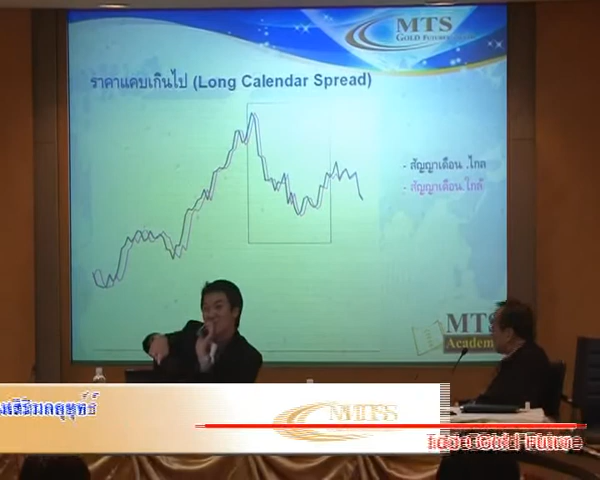 MTS
GOLD FUTURES
ราคาแคบเกินไป (Long Calendar Spread)
- สัญญาเดือน .ไกล
- สัญญาเดือน.ใกล้
MTS
Academ
MTS